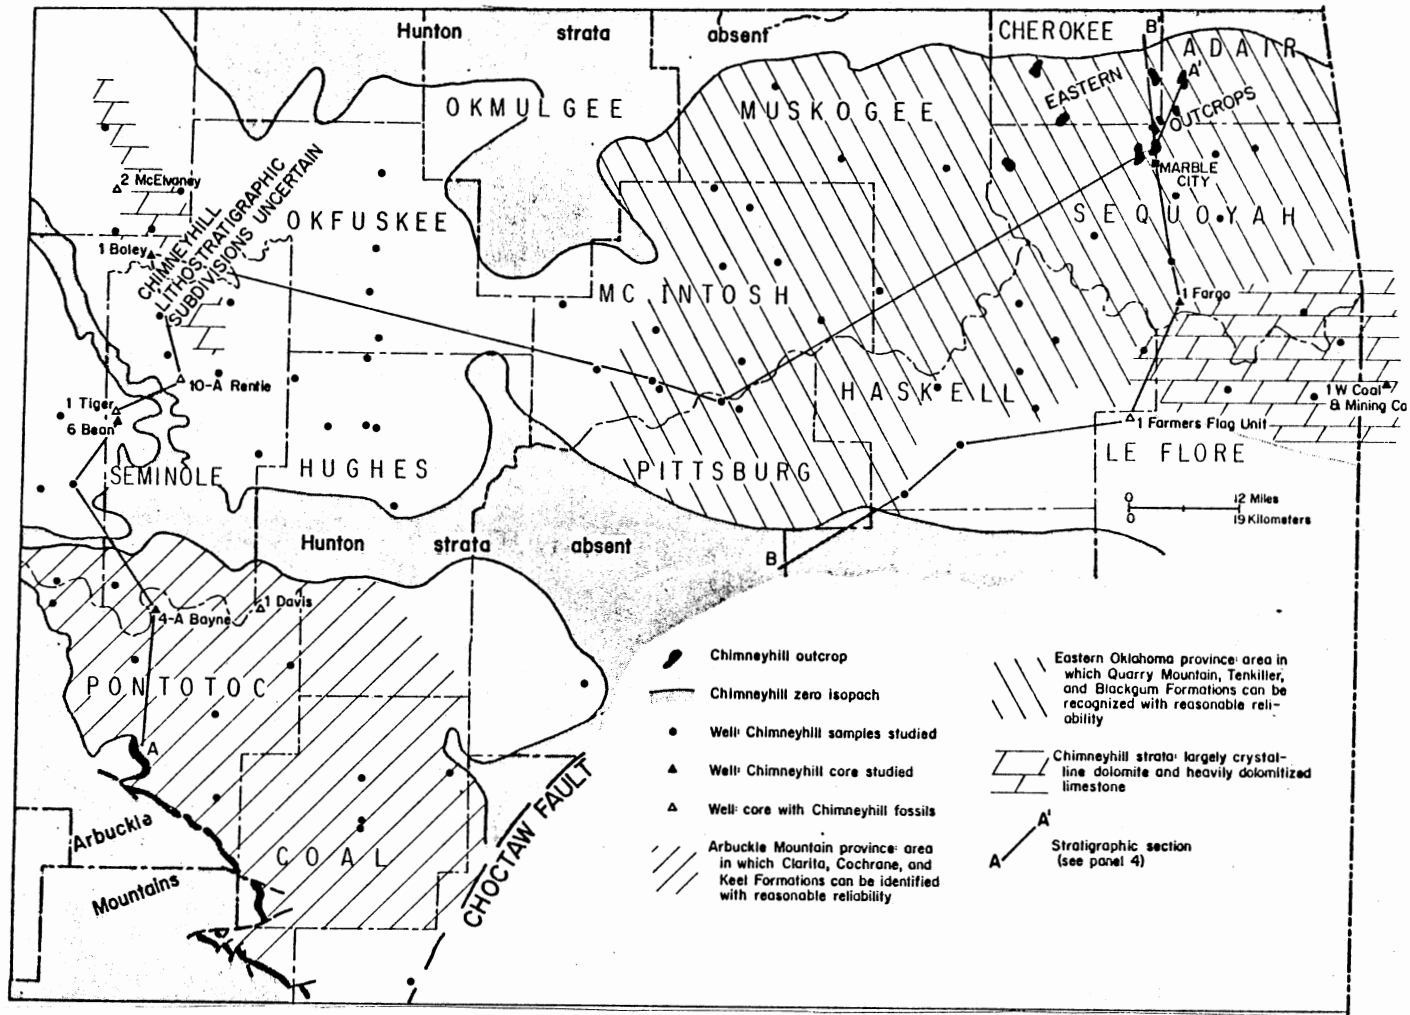 Hunton strata absent
CHEROKEE
B'
ADAIR
A'
EASTERN
OUTCROPS
OKMULGEE
MUSKOGEE
MARBLE
CITY
2 McElvaney
CHIMNEYHILL
LITHOSTRATIGRAPHIC
SUBDIVISIONS UNCERTAIN
OKFUSKEE
SEQUOYAH
1 Boley
MC INTOSH
1 Fargo
10-A Rentie
HASKELL
1 W Coal
& Mining Co
1 Tiger
6 Bean
1 Farmers Flag Unit
SEMINOLE
HUGHES
PITTSBURG
LE FLORE
0 12 Miles
0 19 Kilometers
Hunton strata absent
B
1 Davis
4-A Bayne
PONTOTOC
A
Arbuckla
Mountains
COAL
CHOCTAW FAULT
Chimneyhill outcrop
Chimneyhill zero isopach
Well: Chimneyhill samples studied
Well: Chimneyhill core studied
Well: core with Chimneyhill fossils
Arbuckle Mountain province: area
in which Clarita, Cochrane, and
Keel Formations can be identified
with reasonable reliability
Eastern Oklahoma province: area in
which Quarry Mountain, Tenkiller,
and Blackgum Formations can be
recognized with reasonable reli-
ability
Chimneyhill strata: largely crystal-
line dolomite and heavily dolomitized
limestone
A'
A
Stratigraphic section
(see panel 4)